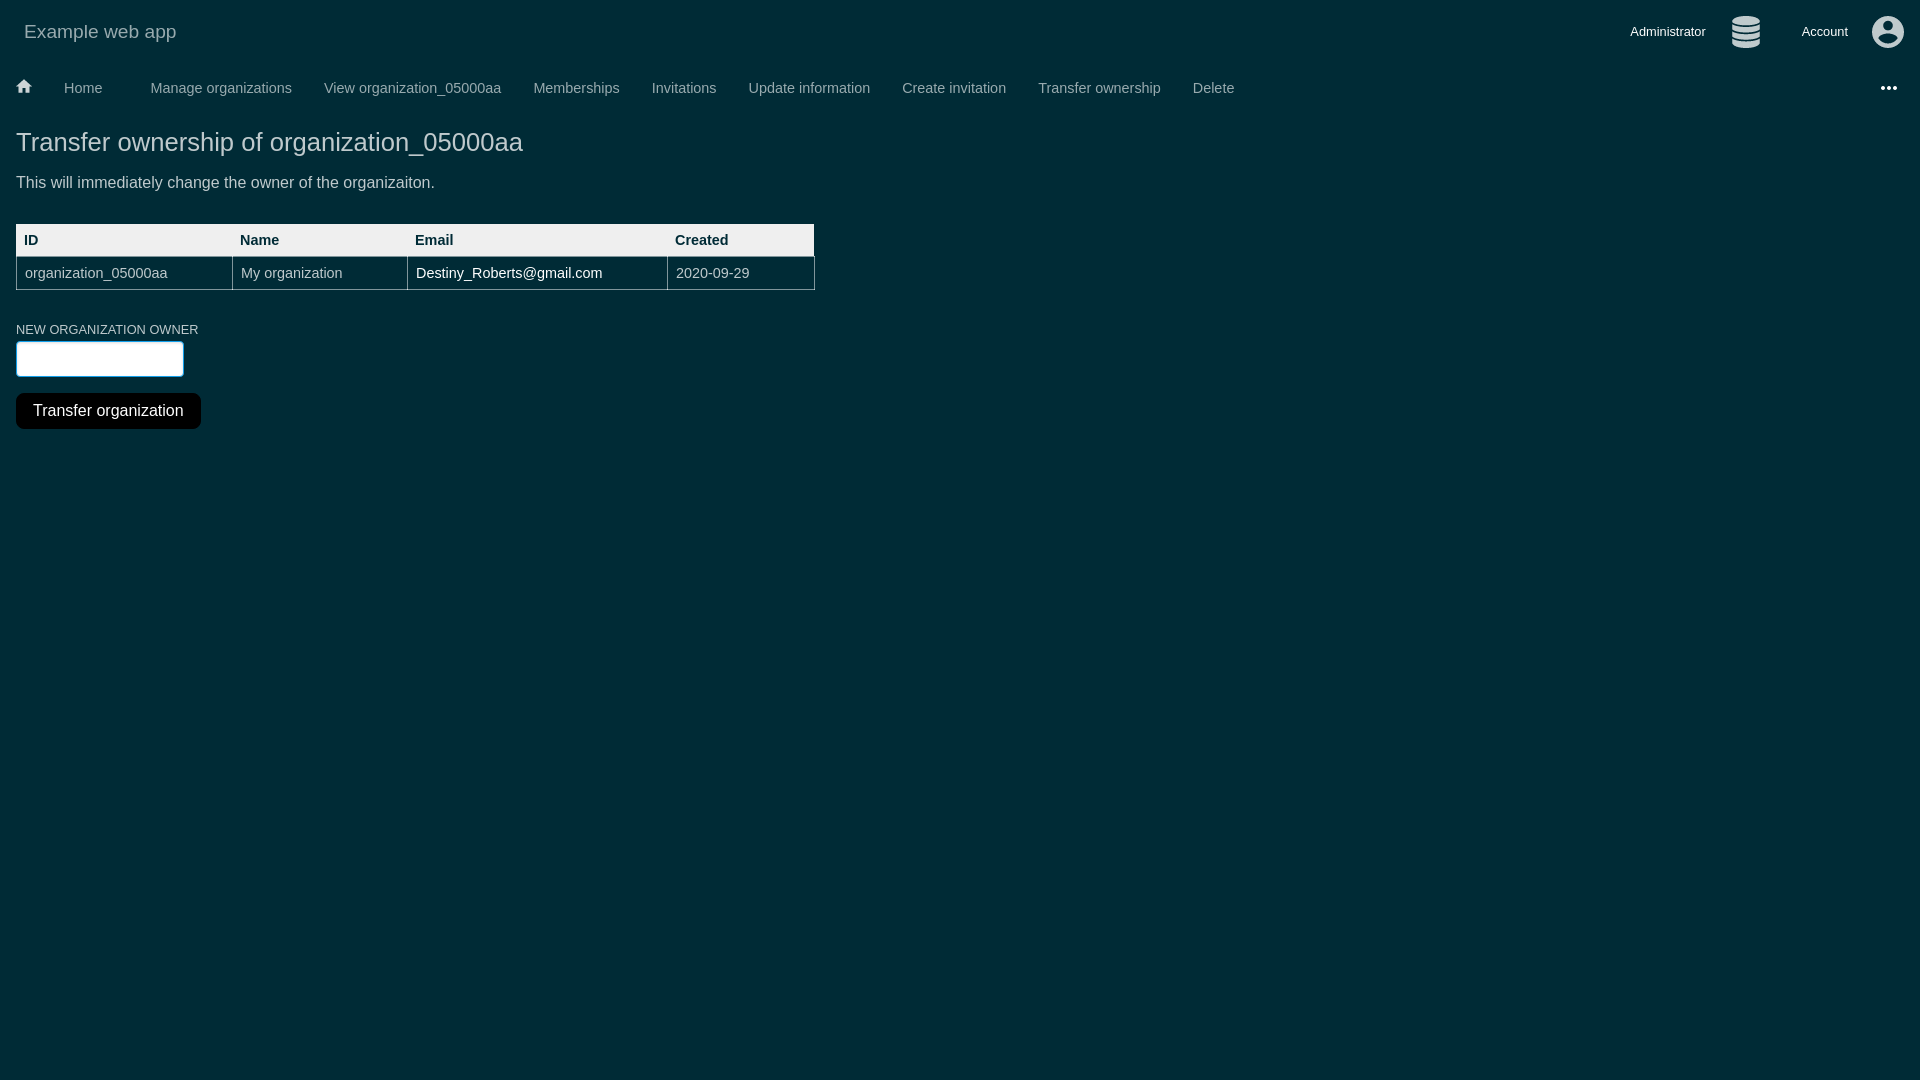 Example web app
Administrator
Account
Home
Manage organizations
View organization_05000aa
Memberships
Invitations
Update information
Create invitation
Transfer ownership
Delete
Transfer ownership of organization_05000aa
This will immediately change the owner of the organizaiton.
ID Name Email Created
organization_05000aa My organization Destiny_Roberts@gmail.com 2020-09-29
NEW ORGANIZATION OWNER
Transfer organization